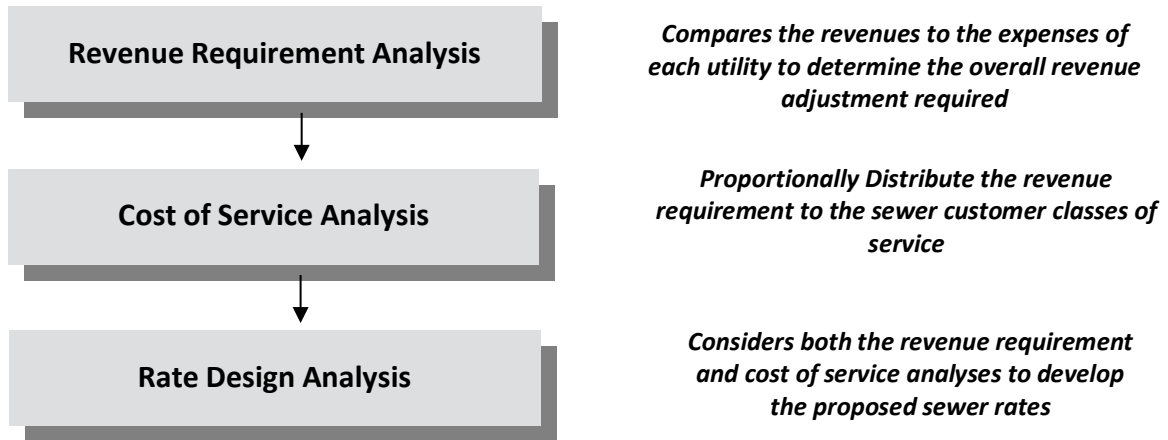 Revenue Requirement Analysis
Compares the revenues to the expenses of
each utility to determine the overall revenue
adjustment required
Cost of Service Analysis
Proportionally Distribute the revenue
requirement to the sewer customer classes of
service
Rate Design Analysis
Considers both the revenue requirement
and cost of service analyses to develop
the proposed sewer rates